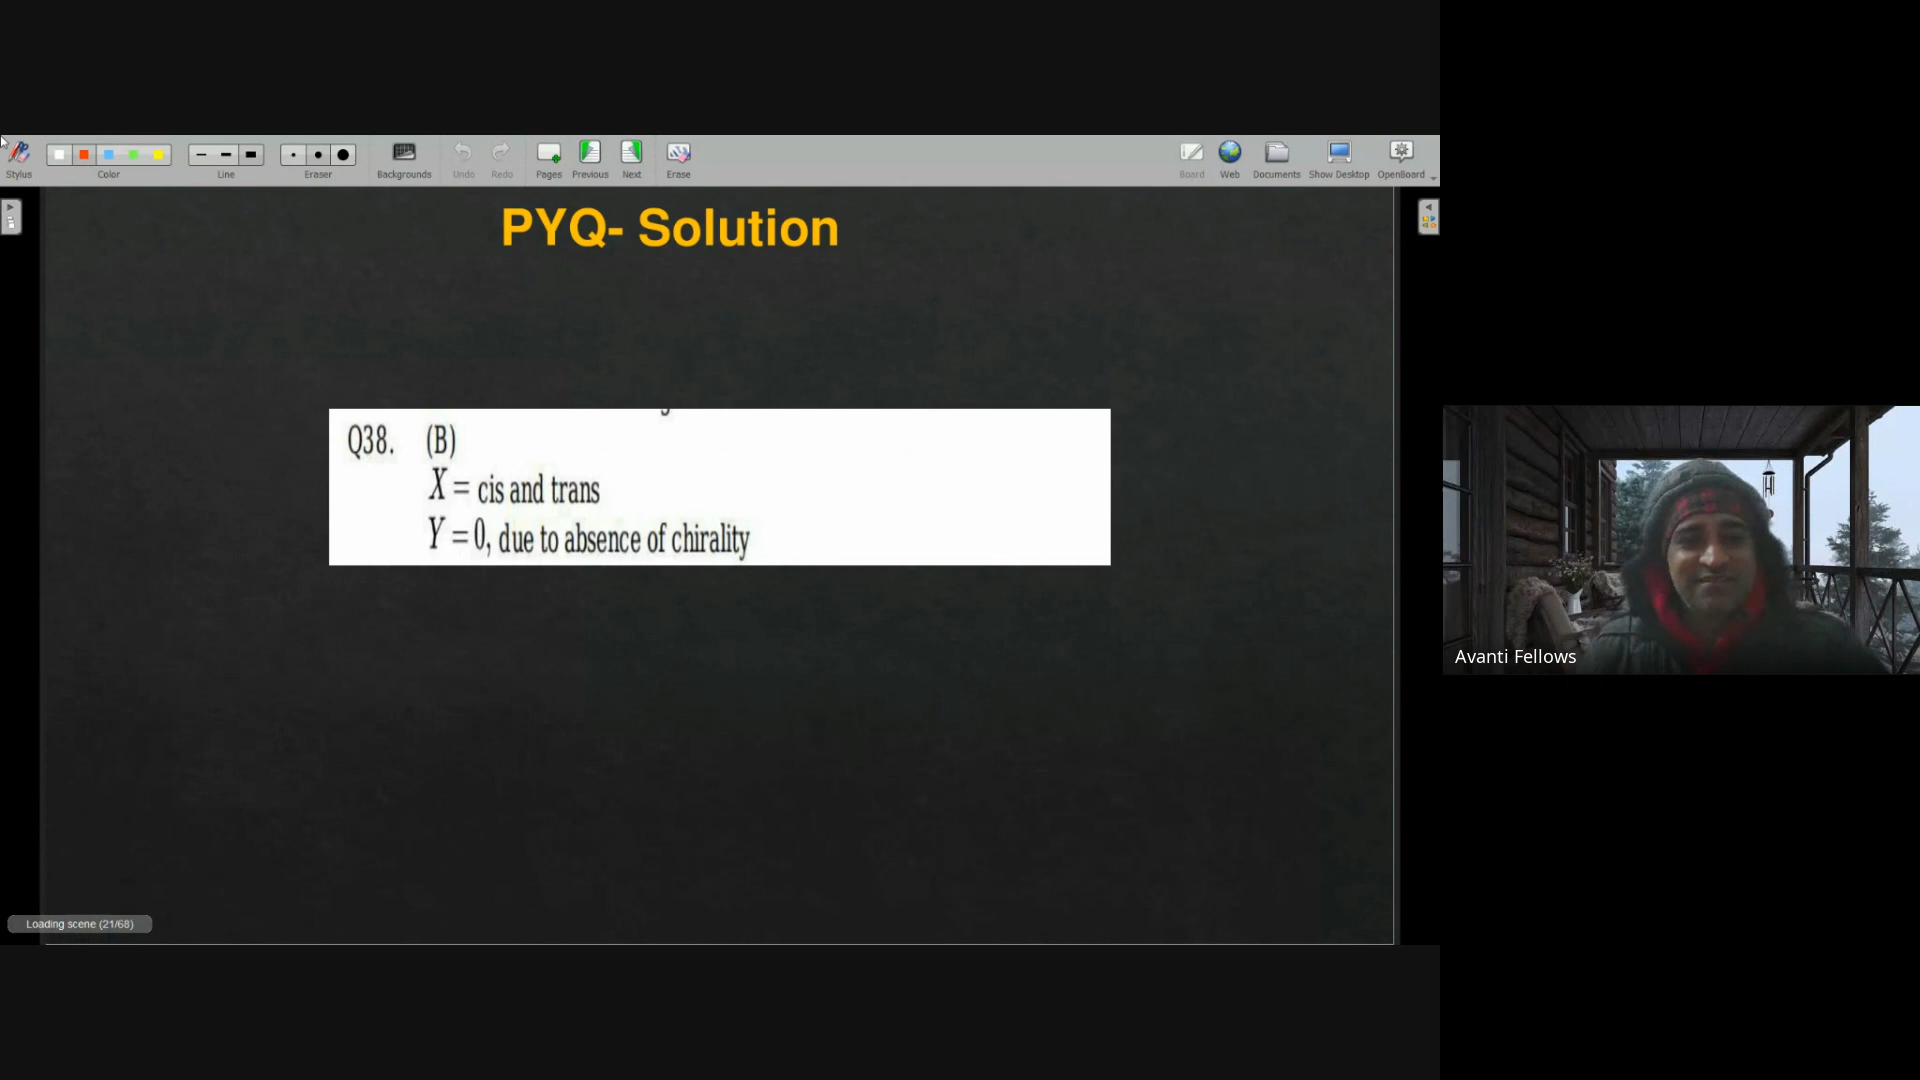 Stylus
Color
Line
Eraser
Backgrounds
Undo
Redo
Pages
Previous
Next
Erase
Board
Web
Documents
Show Desktop
OpenBoard
PYQ- Solution
Q38. (B)
X = cis and trans
Y = 0, due to absence of chirality
Loading scene (21/68)
Avanti Fellows